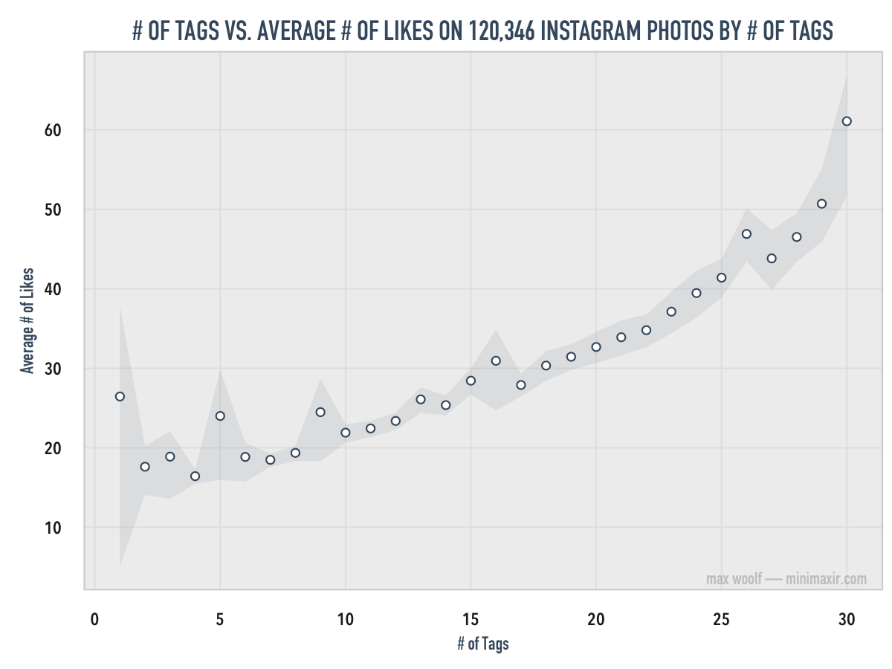 # OF TAGS VS. AVERAGE # OF LIKES ON 120,346 INSTAGRAM PHOTOS BY # OF TAGS
Average # of Likes
60
50
40
30
20
10
max woolf — minimaxir.com
0 5 10 15 20 25 30
# of Tags